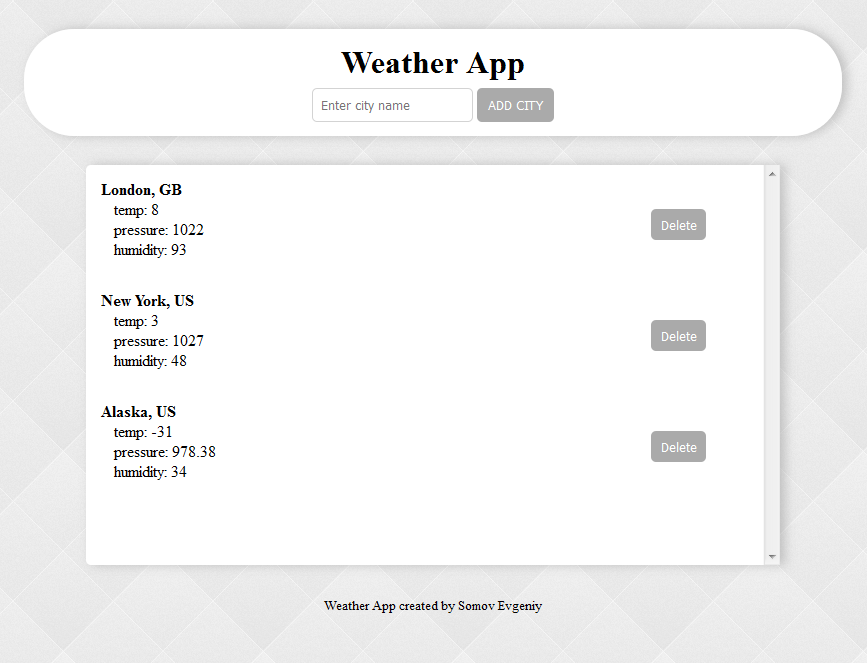 Weather App
Enter city name
ADD CITY
London, GB
temp: 8
pressure: 1022
humidity: 93
Delete
New York, US
temp: 3
pressure: 1027
humidity: 48
Delete
Alaska, US
temp: -31
pressure: 978.38
humidity: 34
Delete
Weather App created by Somov Evgeniy